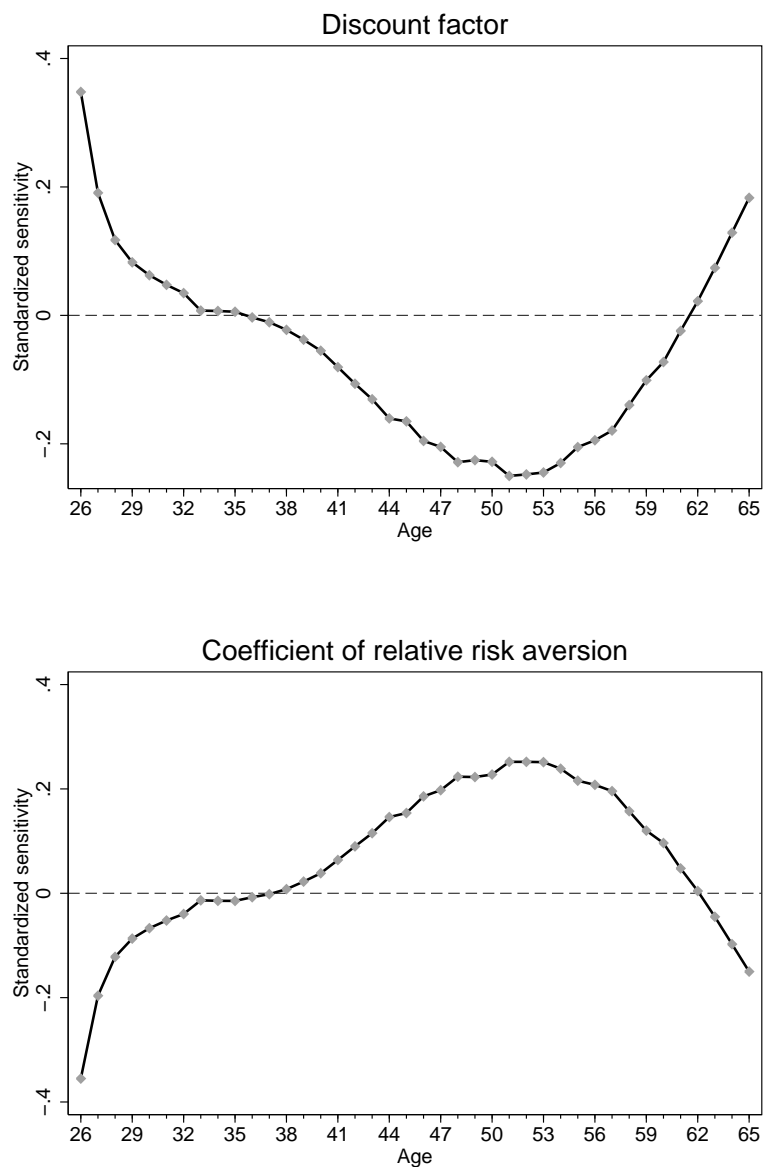 Discount factor
.4
.2
0
−.2
Standardized sensitivity
26 29 32 35 38 41 44 47 50 53 56 59 62 65
Age
Coefficient of relative risk aversion
.4
.2
0
−.2
−.4
Standardized sensitivity
26 29 32 35 38 41 44 47 50 53 56 59 62 65
Age